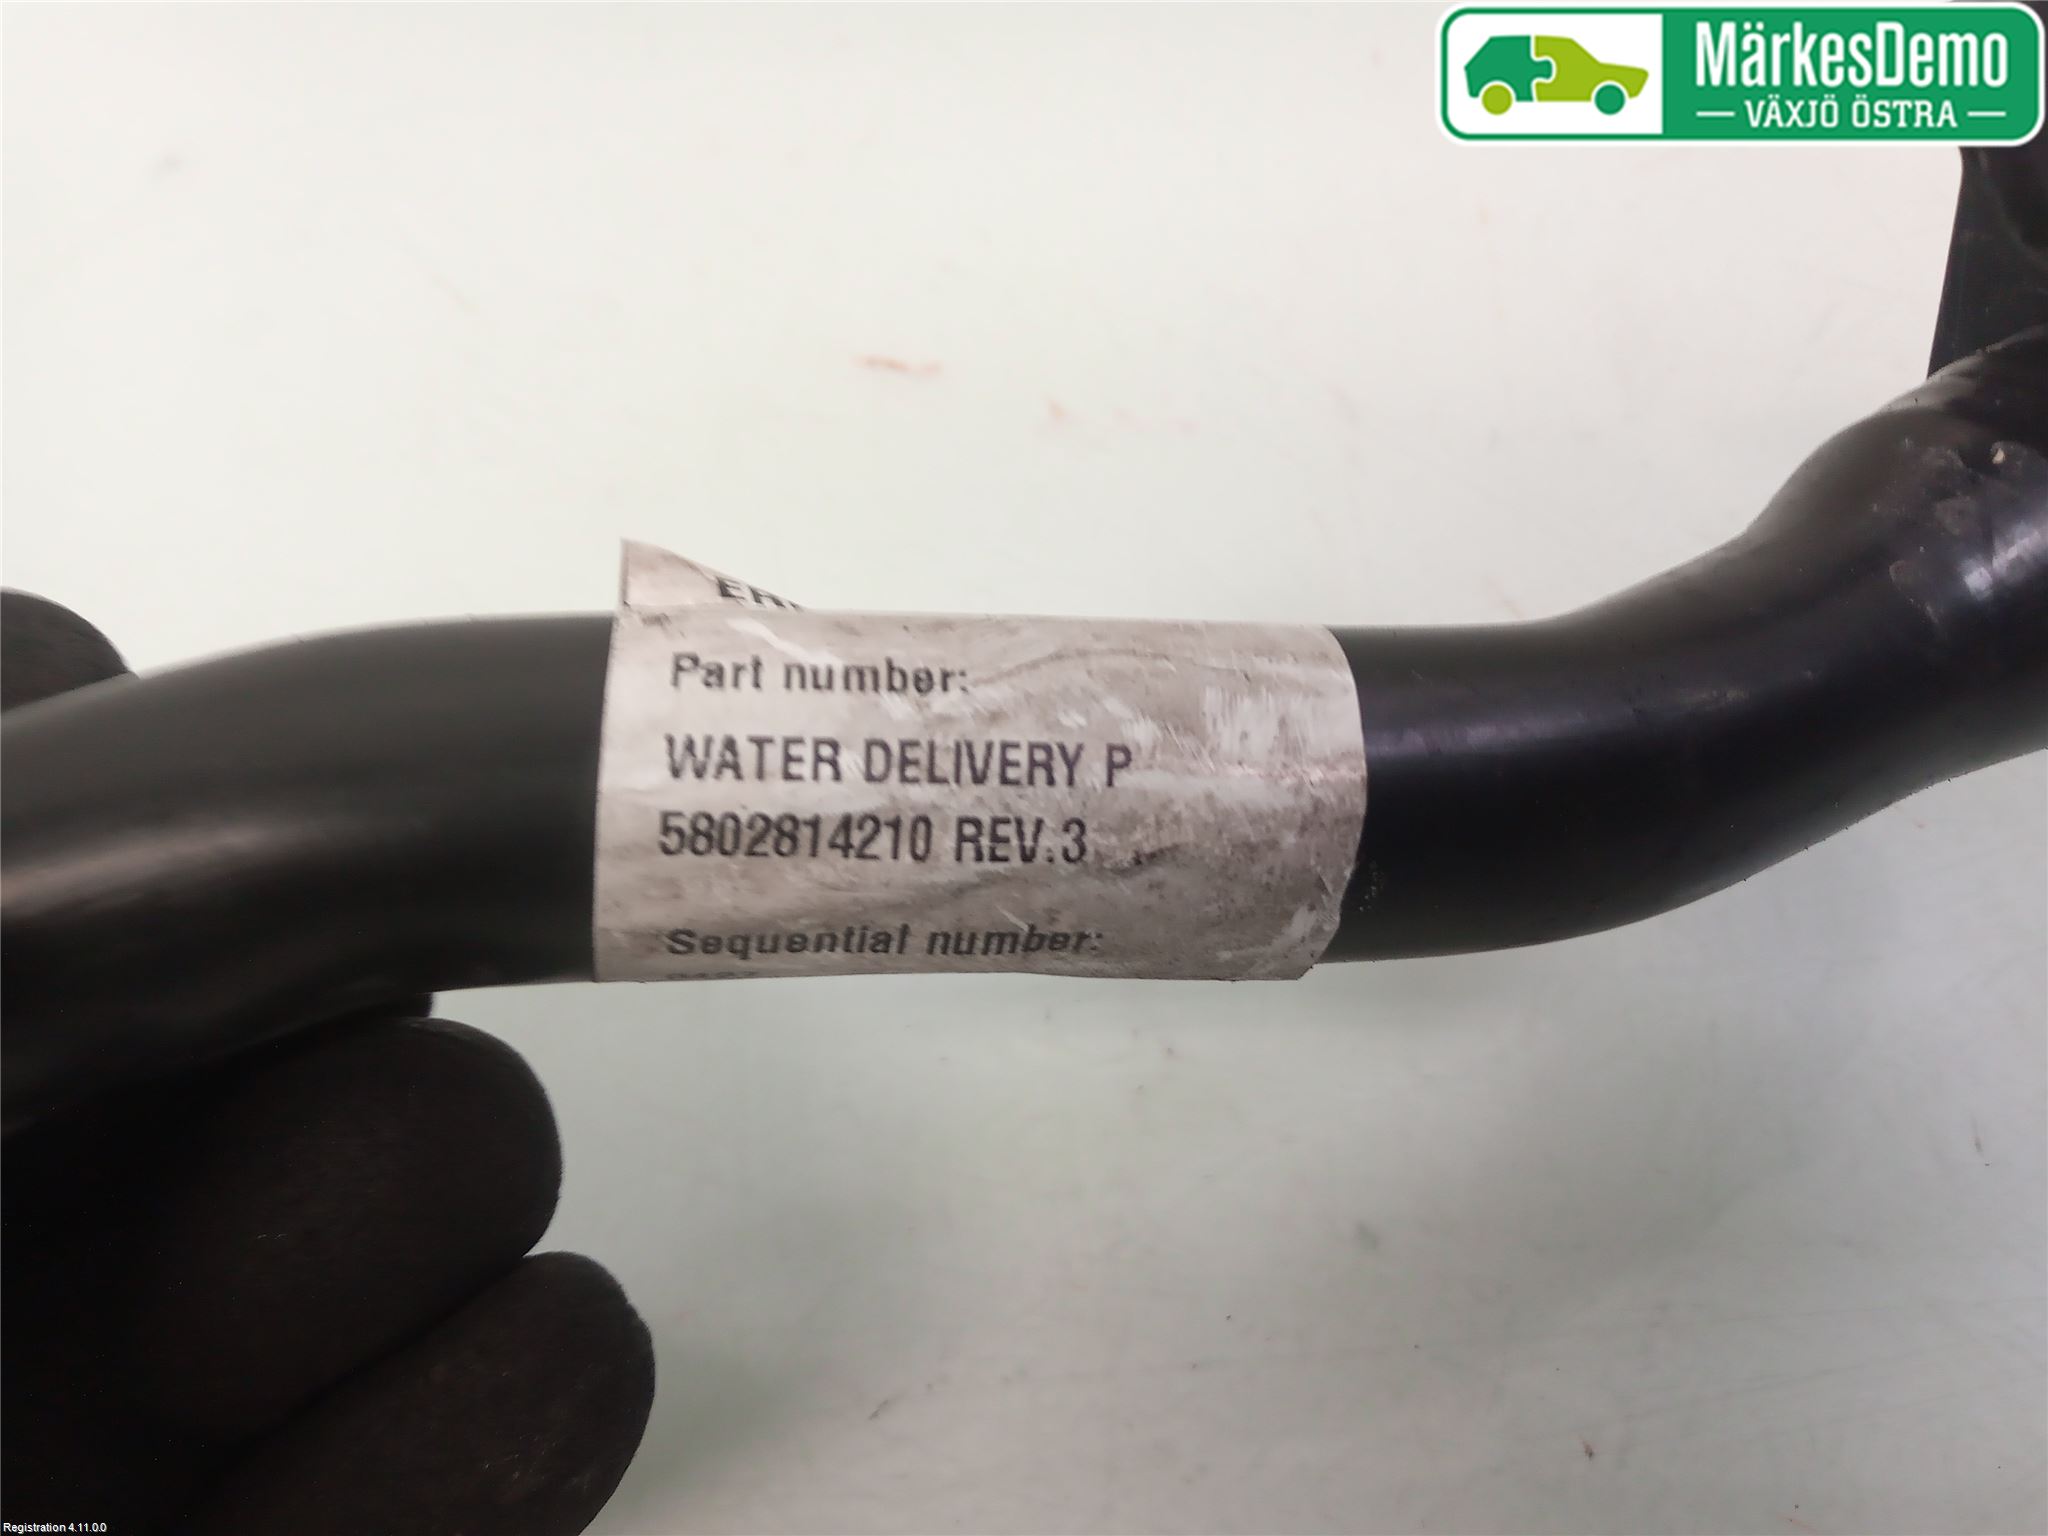 MärkesDemo
VÄXJÖ ÖSTRA
Part number:
WATER DELIVERY P
5802814210 REV:3
Sequential number:
Registration 4.11.0.0